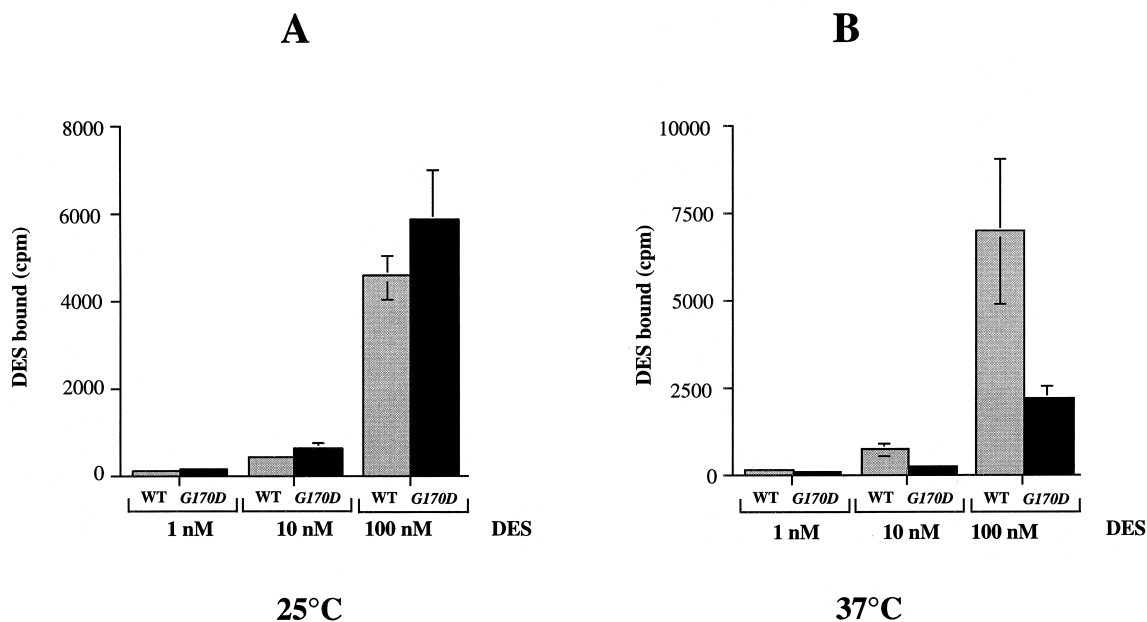 A
8000
6000
4000
2000
0
DES bound (cpm)
WT G170D WT G170D WT G170D
1 nM 10 nM 100 nM DES
25°C
B
10000
7500
5000
2500
0
DES bound (cpm)
WT G170D WT G170D WT G170D
1 nM 10 nM 100 nM DES
37°C